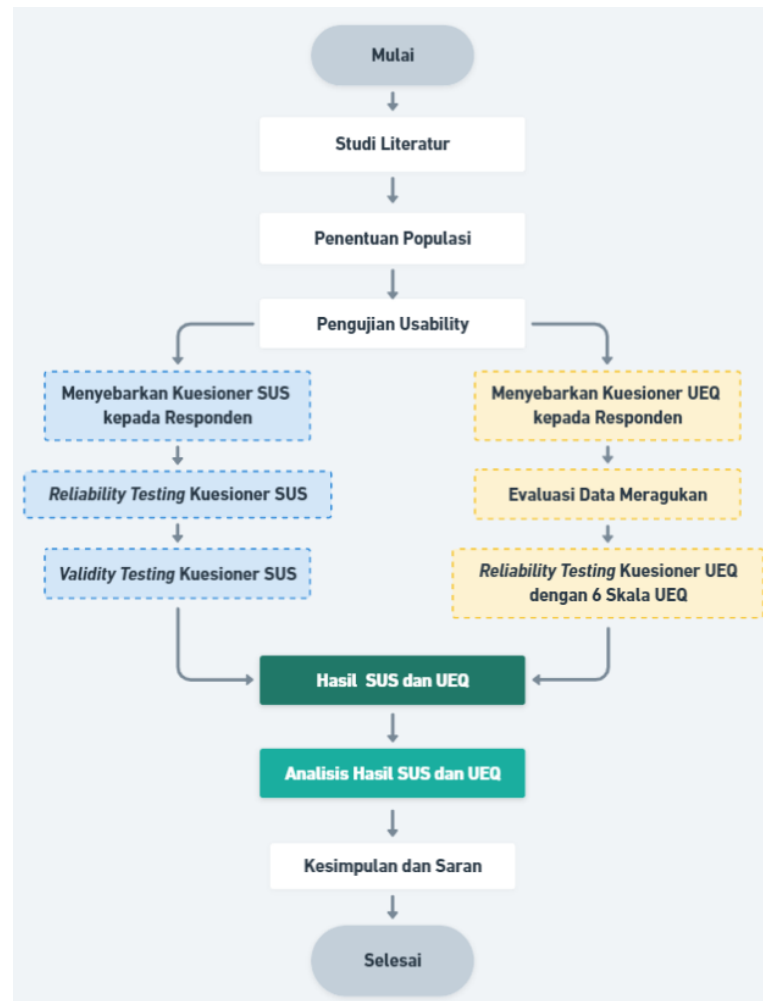 Mulai
Studi Literatur
Penentuan Populasi
Pengujian Usability
Menyebarkan Kuesioner SUS
kepada Responden
Reliability Testing Kuesioner SUS
Validity Testing Kuesioner SUS
Menyebarkan Kuesioner UEQ
kepada Responden
Evaluasi Data Meragukan
Reliability Testing Kuesioner UEQ
dengan 6 Skala UEQ
Hasil SUS dan UEQ
Analisis Hasil SUS dan UEQ
Kesimpulan dan Saran
Selesai